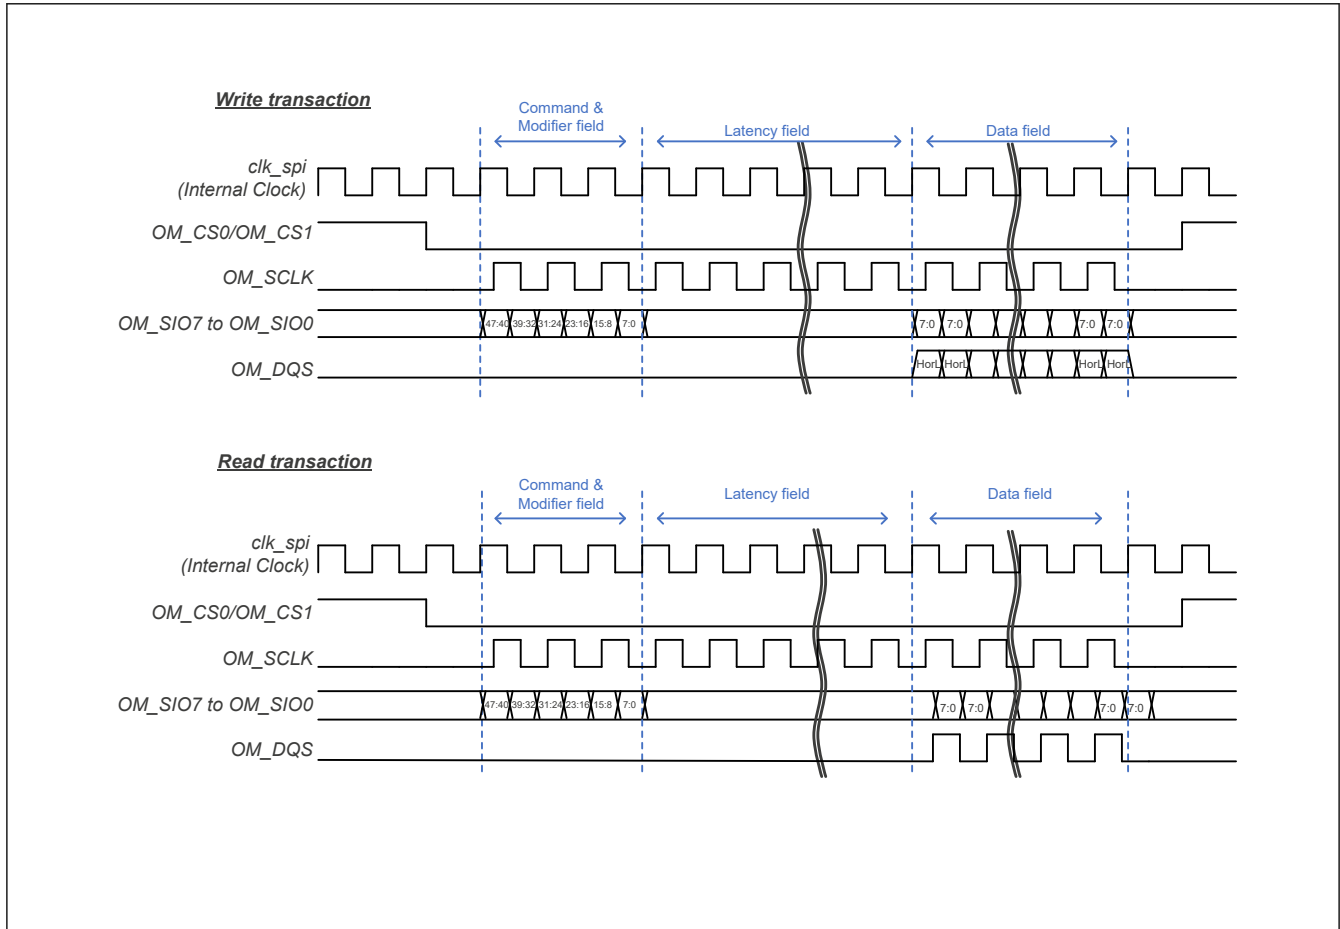 Write transaction
Command &
Modifier field
Latency field
Data field
clk_spi
(Internal Clock)
OM_CS0/OM_CS1
OM_SCLK
OM_SIO7 to OM_SIO0
47:40 39:32 31:24 23:16 15:8 7:0
7:0 7:0 7:0 7:0
OM_DQS
HorL HorL HorL HorL
Read transaction
Command &
Modifier field
Latency field
Data field
clk_spi
(Internal Clock)
OM_CS0/OM_CS1
OM_SCLK
OM_SIO7 to OM_SIO0
47:40 39:32 31:24 23:16 15:8 7:0
7:0 7:0 7:0 7:0
OM_DQS